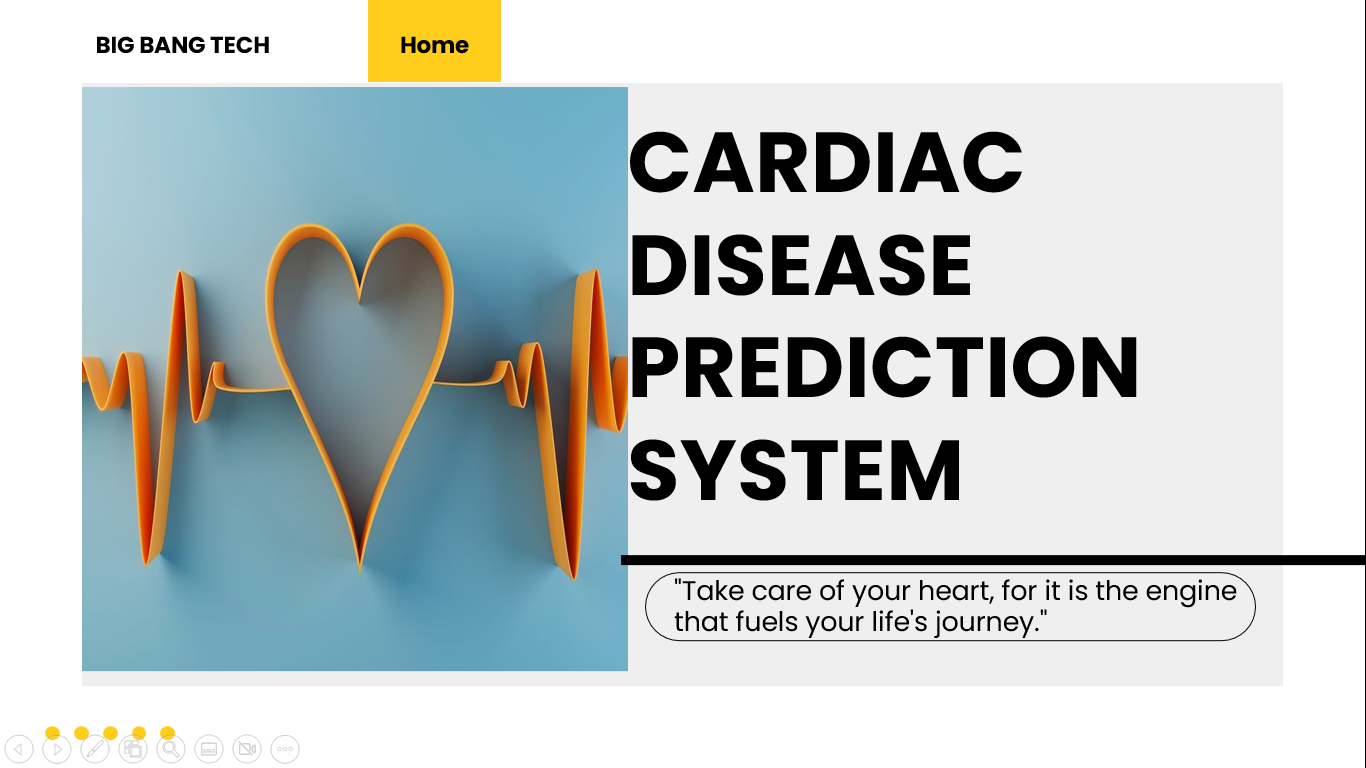 BIG BANG TECH
Home
CARDIAC
DISEASE
PREDICTION
SYSTEM
"Take care of your heart, for it is the engine
that fuels your life's journey."